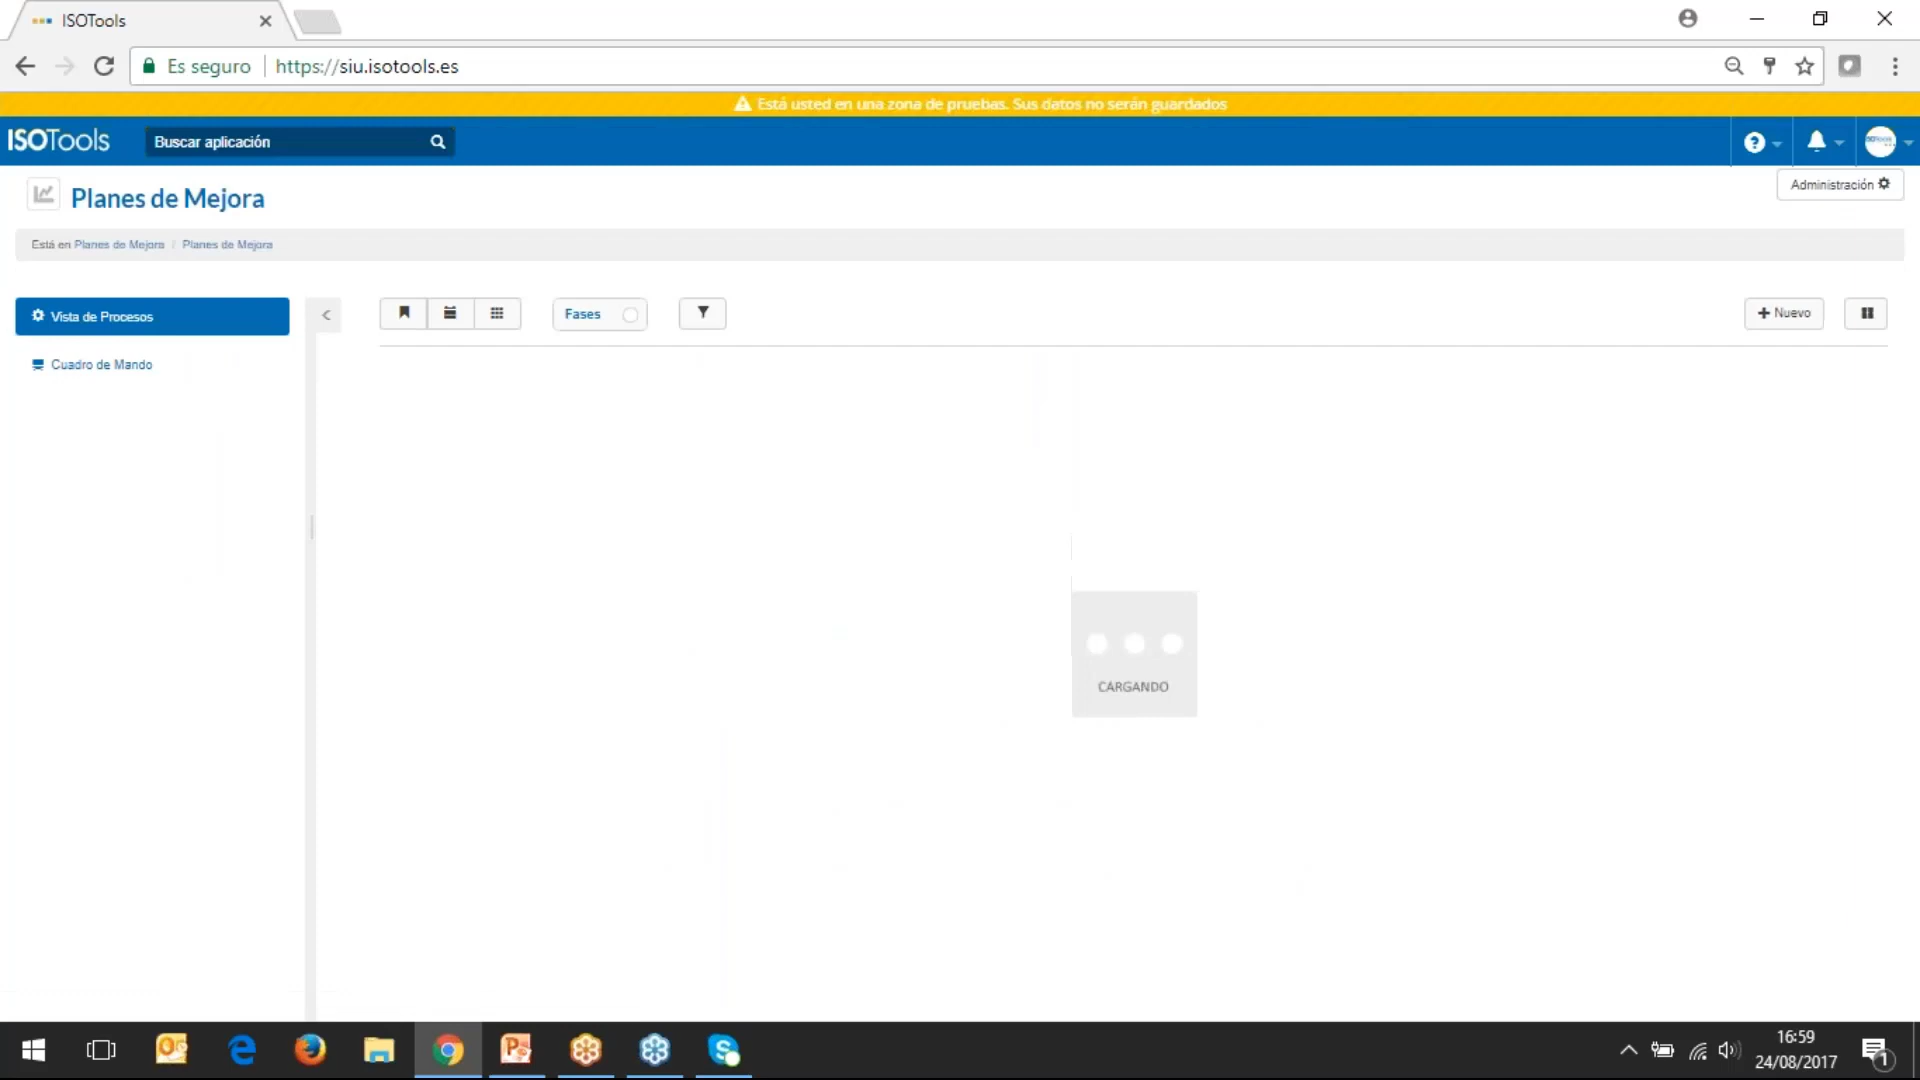 ISOTools
Es seguro
https://siu.isotools.es
Está usted en una zona de pruebas. Sus datos no serán guardados
ISOTools
Buscar aplicación
Planes de Mejora
Administración
Está en Planes de Mejora / Planes de Mejora
Vista de Procesos
Fases
+ Nuevo
Cuadro de Mando
CARGANDO
16:59
24/08/2017
1